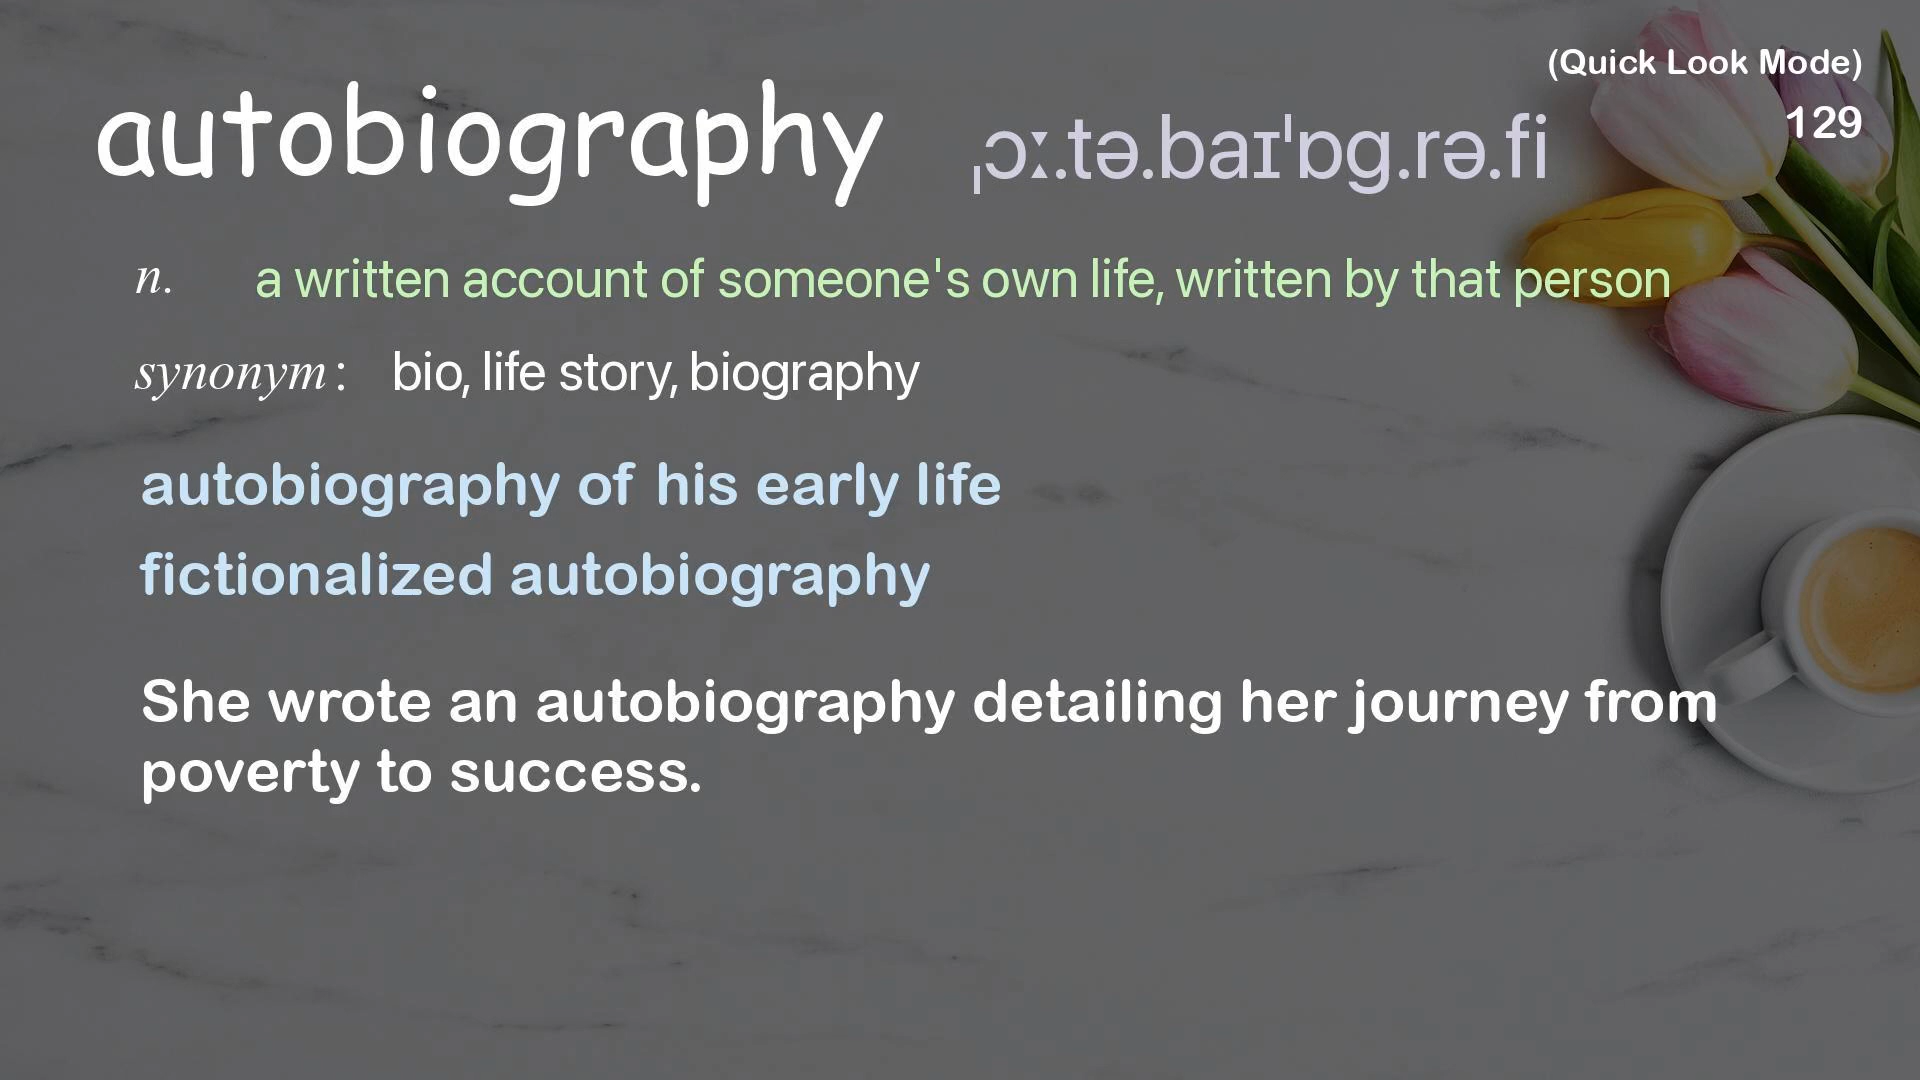 (Quick Look Mode)
129
autobiography ˌɔː.tə.baɪˈɒg.rə.fi
n. a written account of someone's own life, written by that person
synonym: bio, life story, biography
autobiography of his early life
fictionalized autobiography
She wrote an autobiography detailing her journey from
poverty to success.